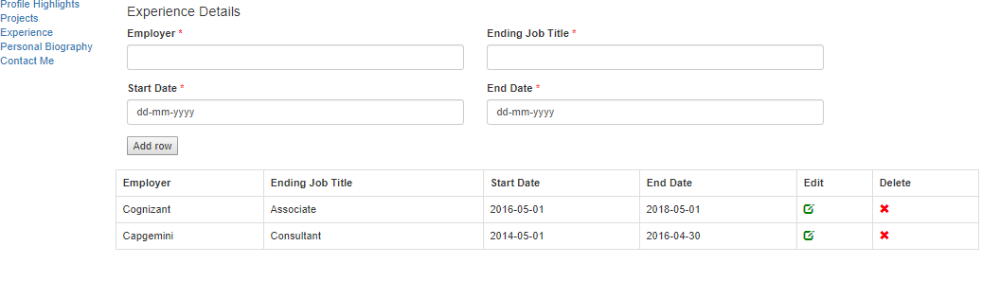 Profile Highlights
Projects
Experience
Personal Biography
Contact Me
Experience Details
Employer * Ending Job Title *
Start Date * End Date *
dd-mm-yyyy dd-mm-yyyy
Add row
Employer Ending Job Title Start Date End Date Edit Delete
Cognizant Associate 2016-05-01 2018-05-01
Capgemini Consultant 2014-05-01 2016-04-30